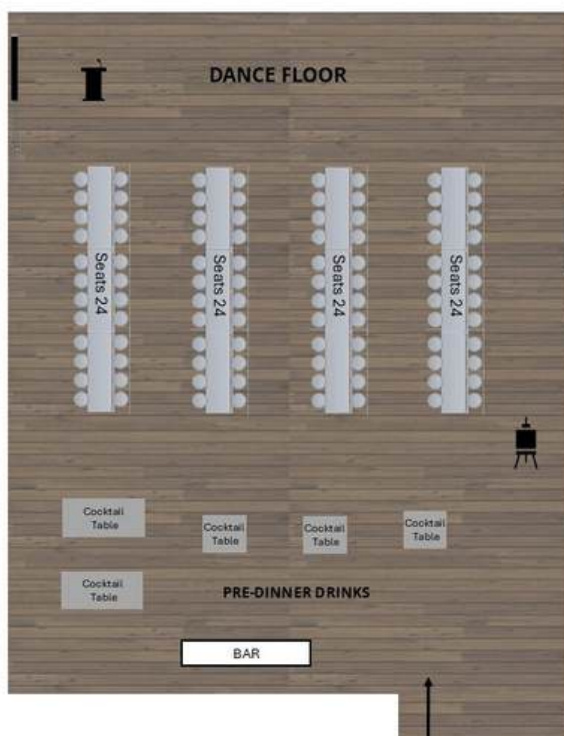 DANCE FLOOR
Seats 24
Seats 24
Seats 24
Seats 24
Cocktail
Table
Cocktail
Table
Cocktail
Table
Cocktail
Table
Cocktail
Table
PRE-DINNER DRINKS
BAR